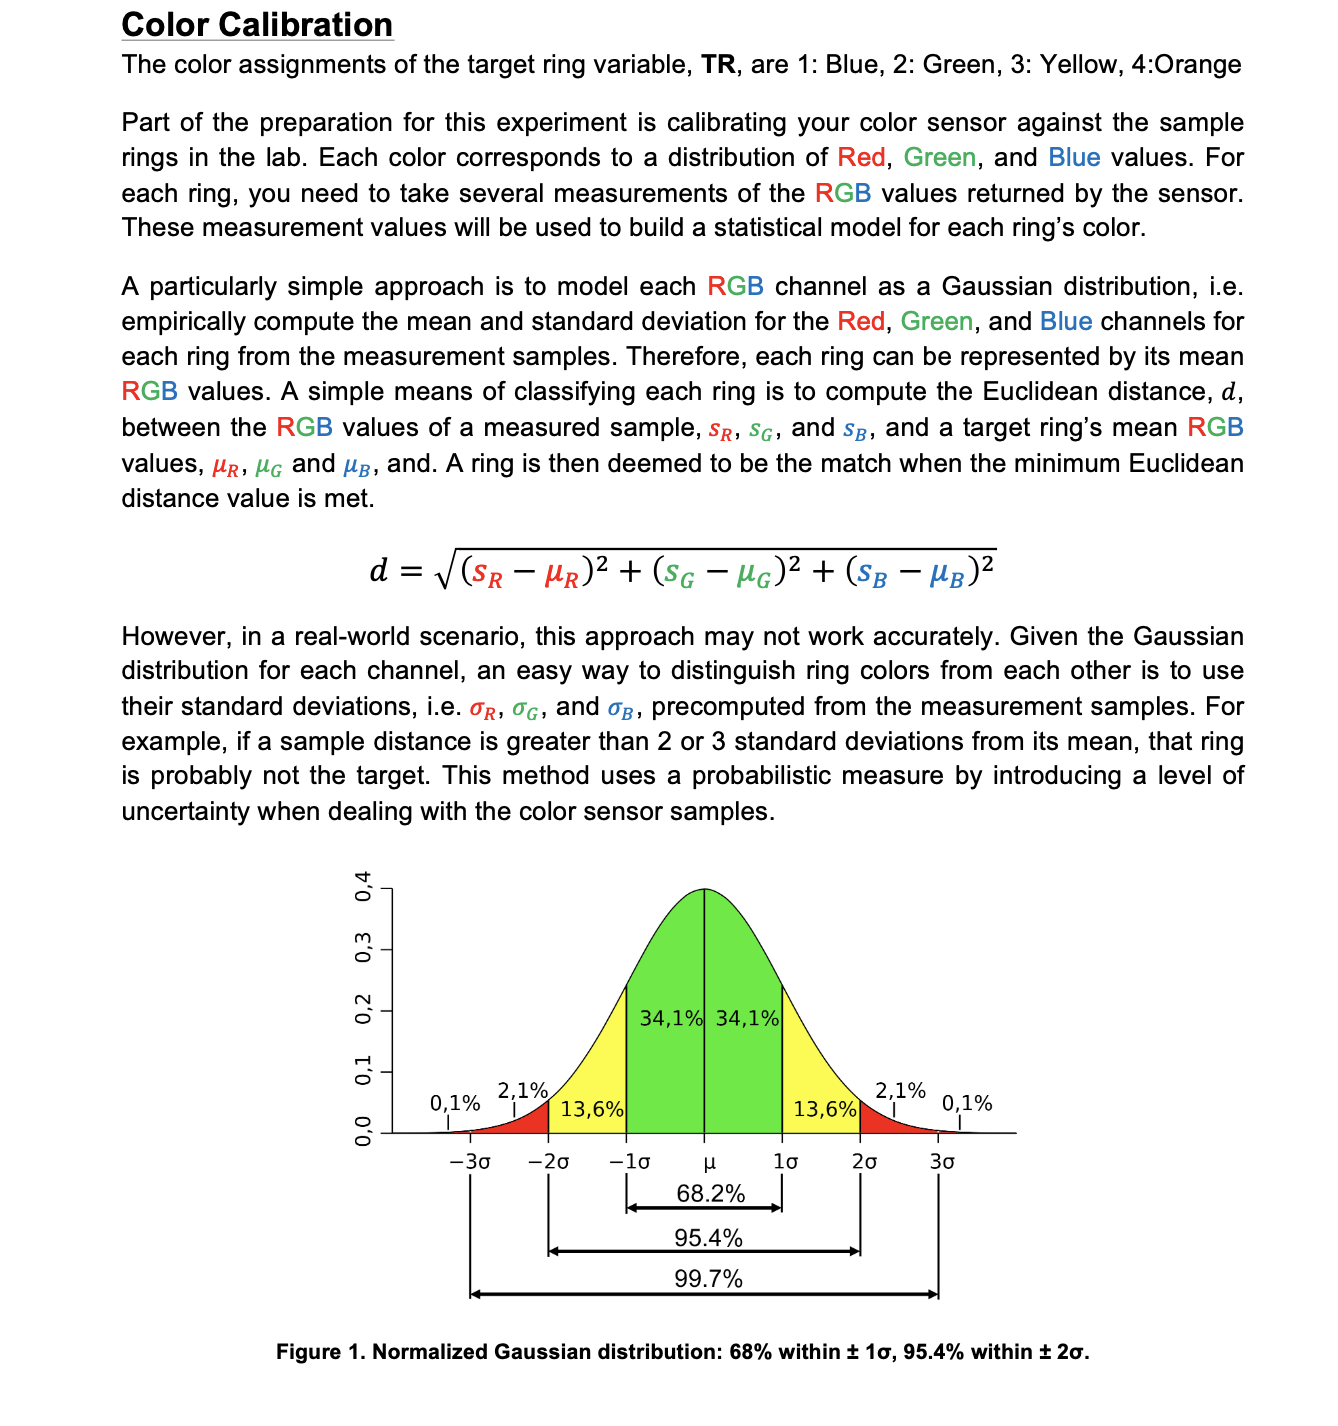 Color Calibration
The color assignments of the target ring variable, TR, are 1: Blue, 2: Green, 3: Yellow, 4:Orange
Part of the preparation for this experiment is calibrating your color sensor against the sample
rings in the lab. Each color corresponds to a distribution of Red, Green, and Blue values. For
each ring, you need to take several measurements of the RGB values returned by the sensor.
These measurement values will be used to build a statistical model for each ring's color.
A particularly simple approach is to model each RGB channel as a Gaussian distribution, i.e.
empirically compute the mean and standard deviation for the Red, Green, and Blue channels for
each ring from the measurement samples. Therefore, each ring can be represented by its mean
RGB values. A simple means of classifying each ring is to compute the Euclidean distance, d,
between the RGB values of a measured sample, s_R, s_G, and s_B, and a target ring's mean RGB
values, μ_R, μ_G and μ_B, and. A ring is then deemed to be the match when the minimum Euclidean
distance value is met.
d = √(s_R − μ_R)² + (s_G − μ_G)² + (s_B − μ_B)²
However, in a real-world scenario, this approach may not work accurately. Given the Gaussian
distribution for each channel, an easy way to distinguish ring colors from each other is to use
their standard deviations, i.e. σ_R, σ_G, and σ_B, precomputed from the measurement samples. For
example, if a sample distance is greater than 2 or 3 standard deviations from its mean, that ring
is probably not the target. This method uses a probabilistic measure by introducing a level of
uncertainty when dealing with the color sensor samples.
0,4
0,3
0,2
0,1
0,0
34,1% 34,1%
0,1% 2,1% 13,6% 13,6% 2,1% 0,1%
−3σ −2σ −1σ μ 1σ 2σ 3σ
68.2%
95.4%
99.7%
Figure 1. Normalized Gaussian distribution: 68% within ± 1σ, 95.4% within ± 2σ.